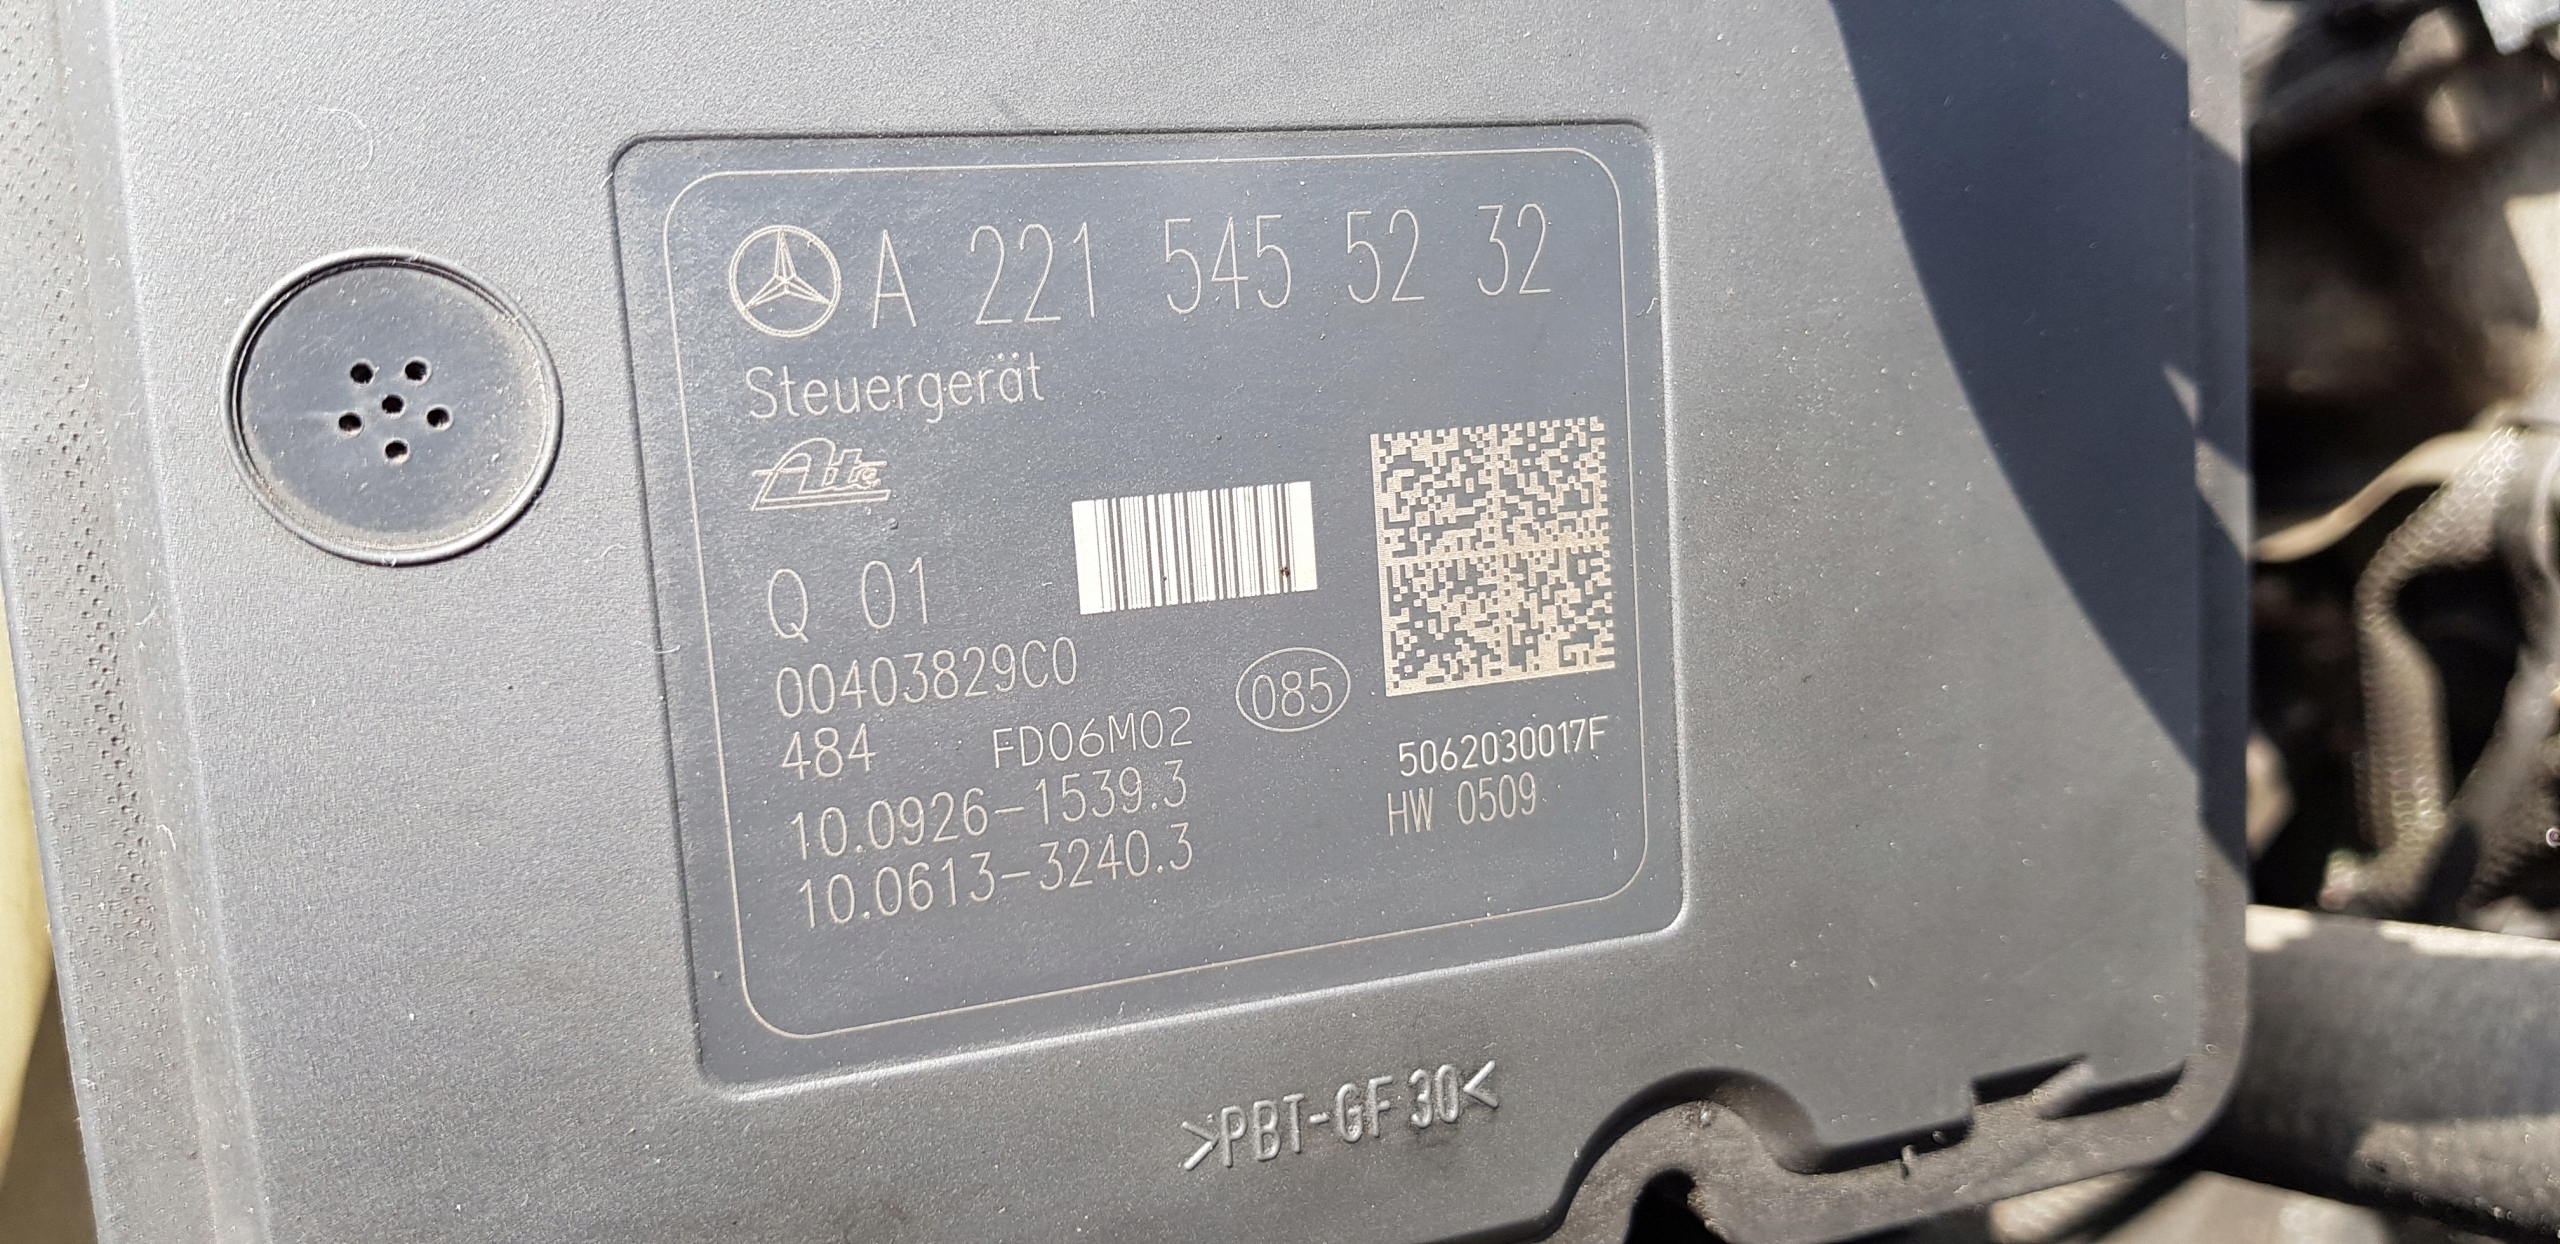 A 221 545 52 32
Steuergerät
Ate
Q 01
00403829C0
085
484 FD06M02
5062030017F
10.0926-1539.3
HW 0509
10.0613-3240.3
>PBT-GF 30<